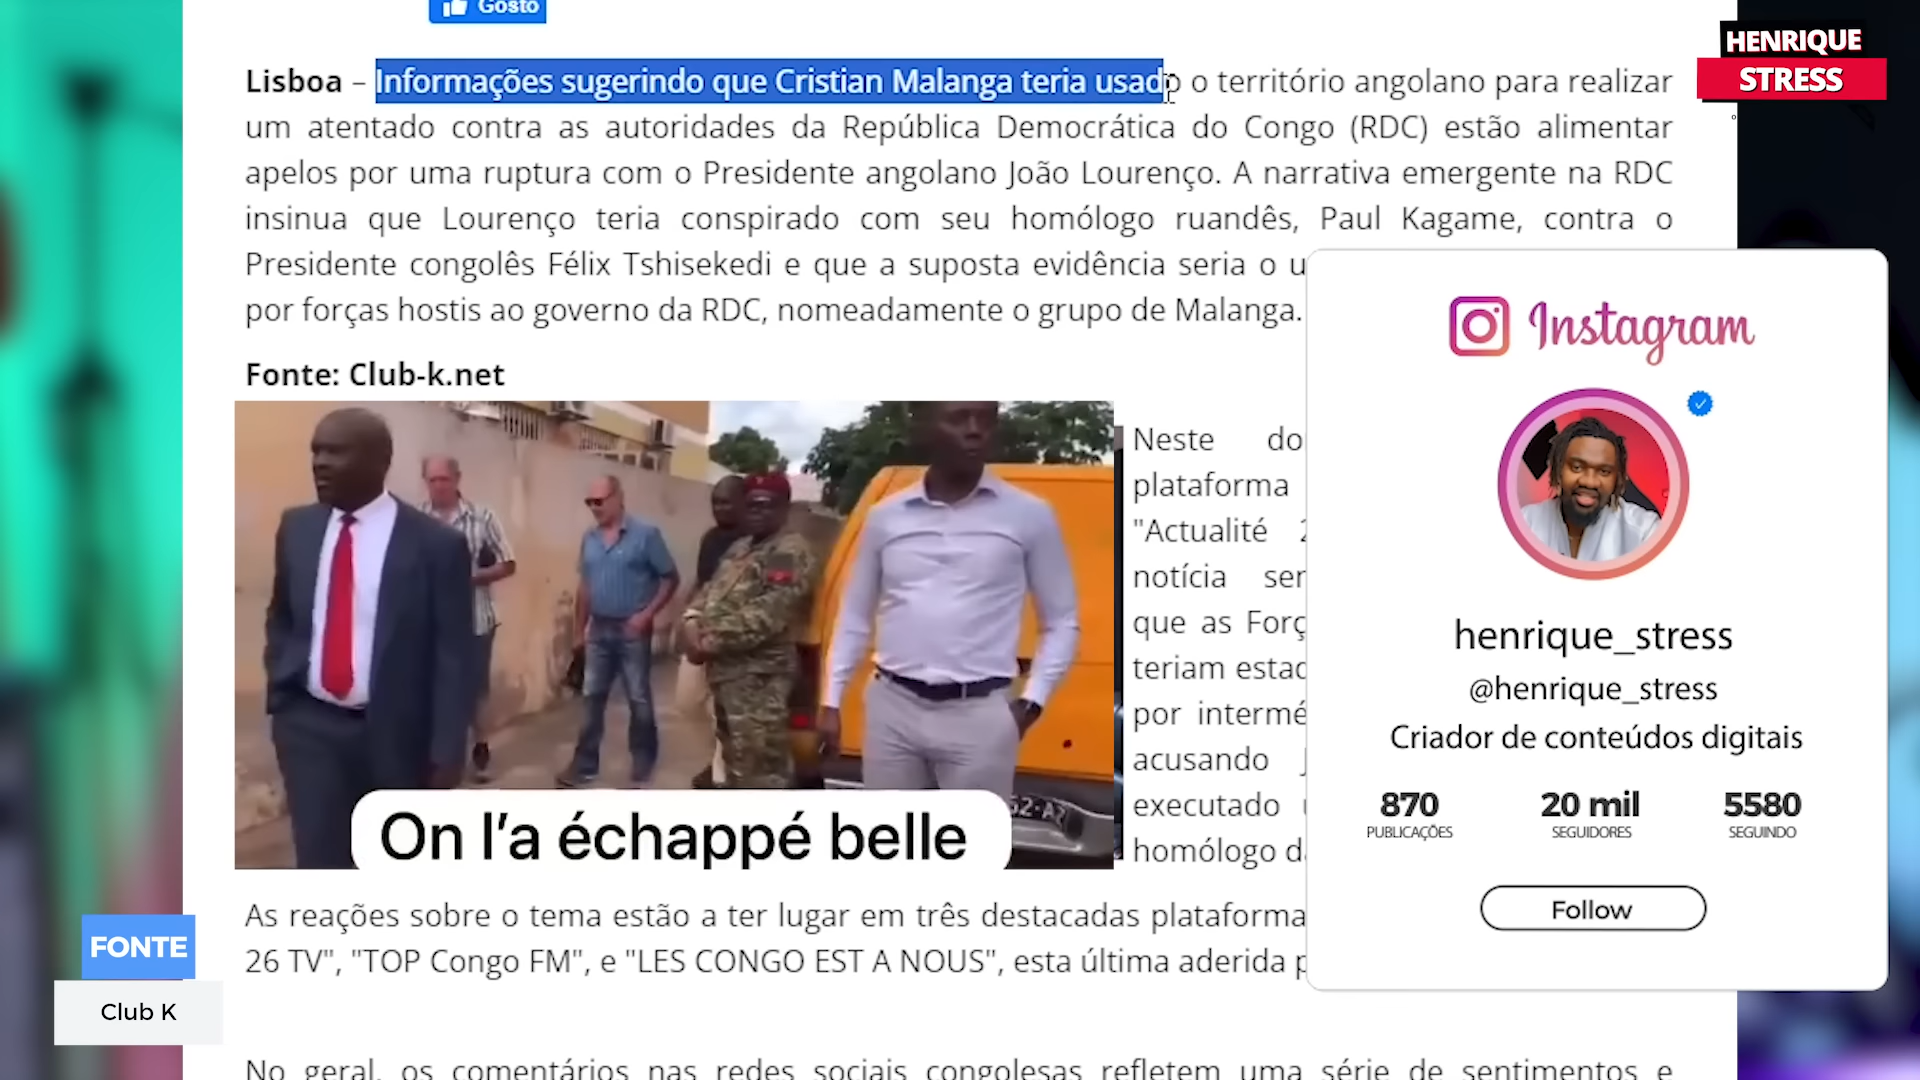 Gosto
HENRIQUE
STRESS
Lisboa – Informações sugerindo que Cristian Malanga teria usado o território angolano para realizar
um atentado contra as autoridades da República Democrática do Congo (RDC) estão alimentar
apelos por uma ruptura com o Presidente angolano João Lourenço. A narrativa emergente na RDC
insinua que Lourenço teria conspirado com seu homólogo ruandês, Paul Kagame, contra o
Presidente congolês Félix Tshisekedi e que a suposta evidência seria o u
por forças hostis ao governo da RDC, nomeadamente o grupo de Malanga.
Fonte: Club-k.net
Neste do
plataforma
"Actualité 2
notícia ser
que as Forç
teriam estad
por intermé
acusando J
executado
homólogo da
On l'a échappé belle
As reações sobre o tema estão a ter lugar em três destacadas plataforma
26 TV", "TOP Congo FM", e "LES CONGO EST A NOUS", esta última aderida p
No geral, os comentários nas redes sociais congolesas refletem uma série de sentimentos e
Instagram
henrique_stress
@henrique_stress
Criador de conteúdos digitais
870
PUBLICAÇÕES
20 mil
SEGUIDORES
5580
SEGUINDO
Follow
FONTE
Club K